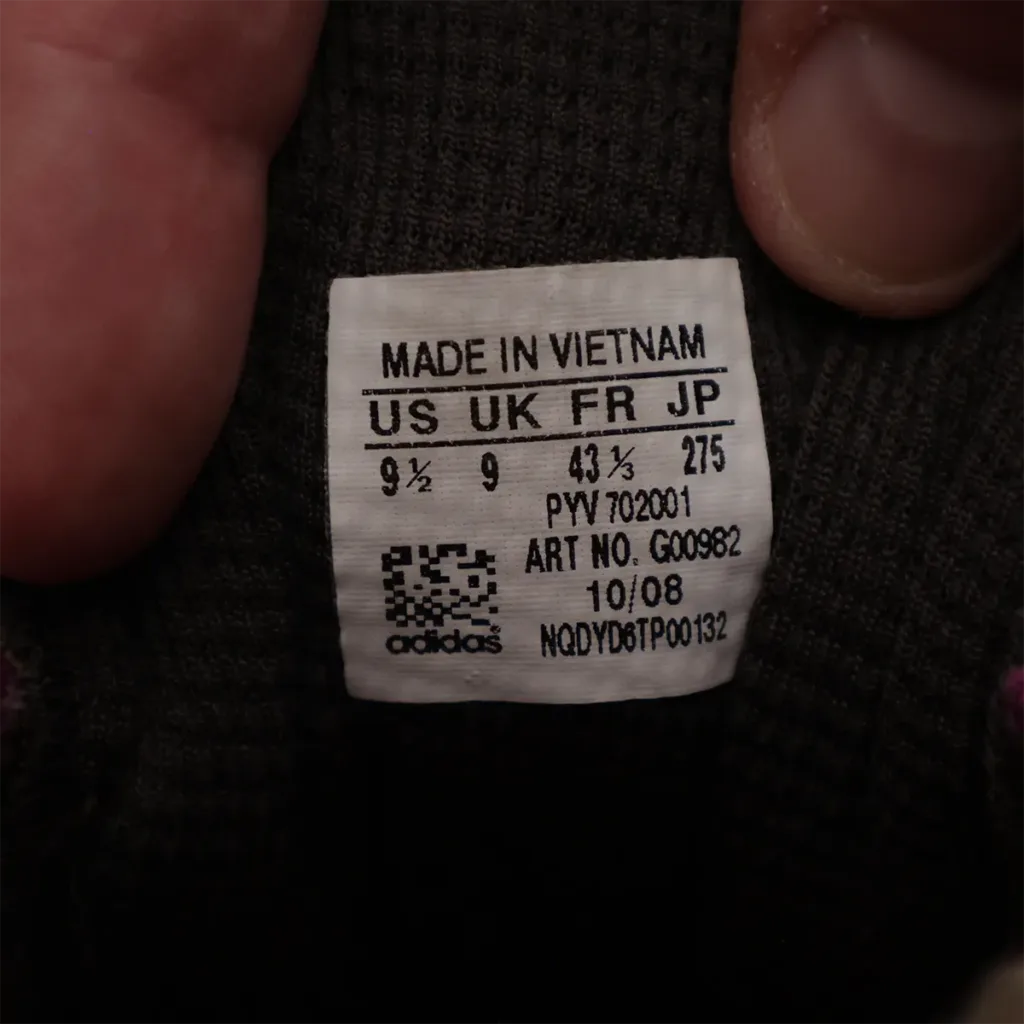 MADE IN VIETNAM
US UK FR JP
9½ 9 43⅓ 275
PYV 702001
ART NO. G00982
10/08
adidas® NQDYD6TP00132